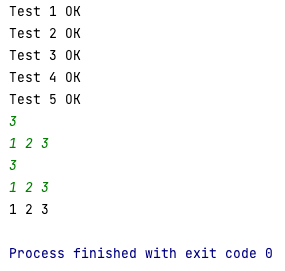 Test 1 OK
Test 2 OK
Test 3 OK
Test 4 OK
Test 5 OK
3
1 2 3
3
1 2 3
1 2 3
Process finished with exit code 0